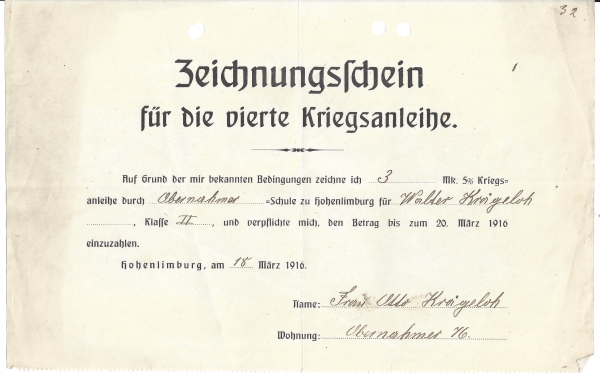 32
Zeichnungsschein
für die vierte Kriegsanleihe.
Auf Grund der mir bekannten Bedingungen zeichne ich 3 Mk. 5% Kriegs=
anleihe durch Obernahmer =Schule zu Hohenlimburg für Walter Krägeloh
, Klasse II, und verpflichte mich, den Betrag bis zum 20. März 1916
einzuzahlen.
Hohenlimburg, am 18 März 1916.
Name: Frau Otto Krägeloh
Wohnung: Obernahmer 76.